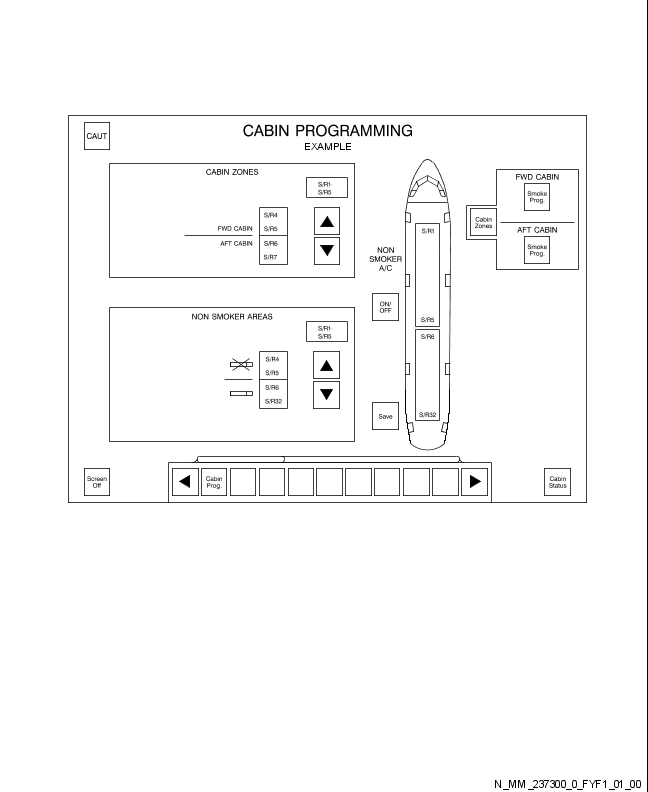 CAUT
CABIN PROGRAMMING
EXAMPLE
CABIN ZONES
S/R1-
S/R5
S/R4
FWD CABIN
S/R5
AFT CABIN
S/R6
S/R7
NON SMOKER AREAS
S/R1-
S/R5
S/R4
S/R5
S/R6
S/R32
NON
SMOKER
A/C
ON/
OFF
Save
S/R1
S/R5
S/R6
S/R32
FWD CABIN
Smoke
Prog.
Cabin
Zones
AFT CABIN
Smoke
Prog.
Screen
Off
Cabin
Prog.
Cabin
Status
N_MM_237300_0_FYF1_01_00